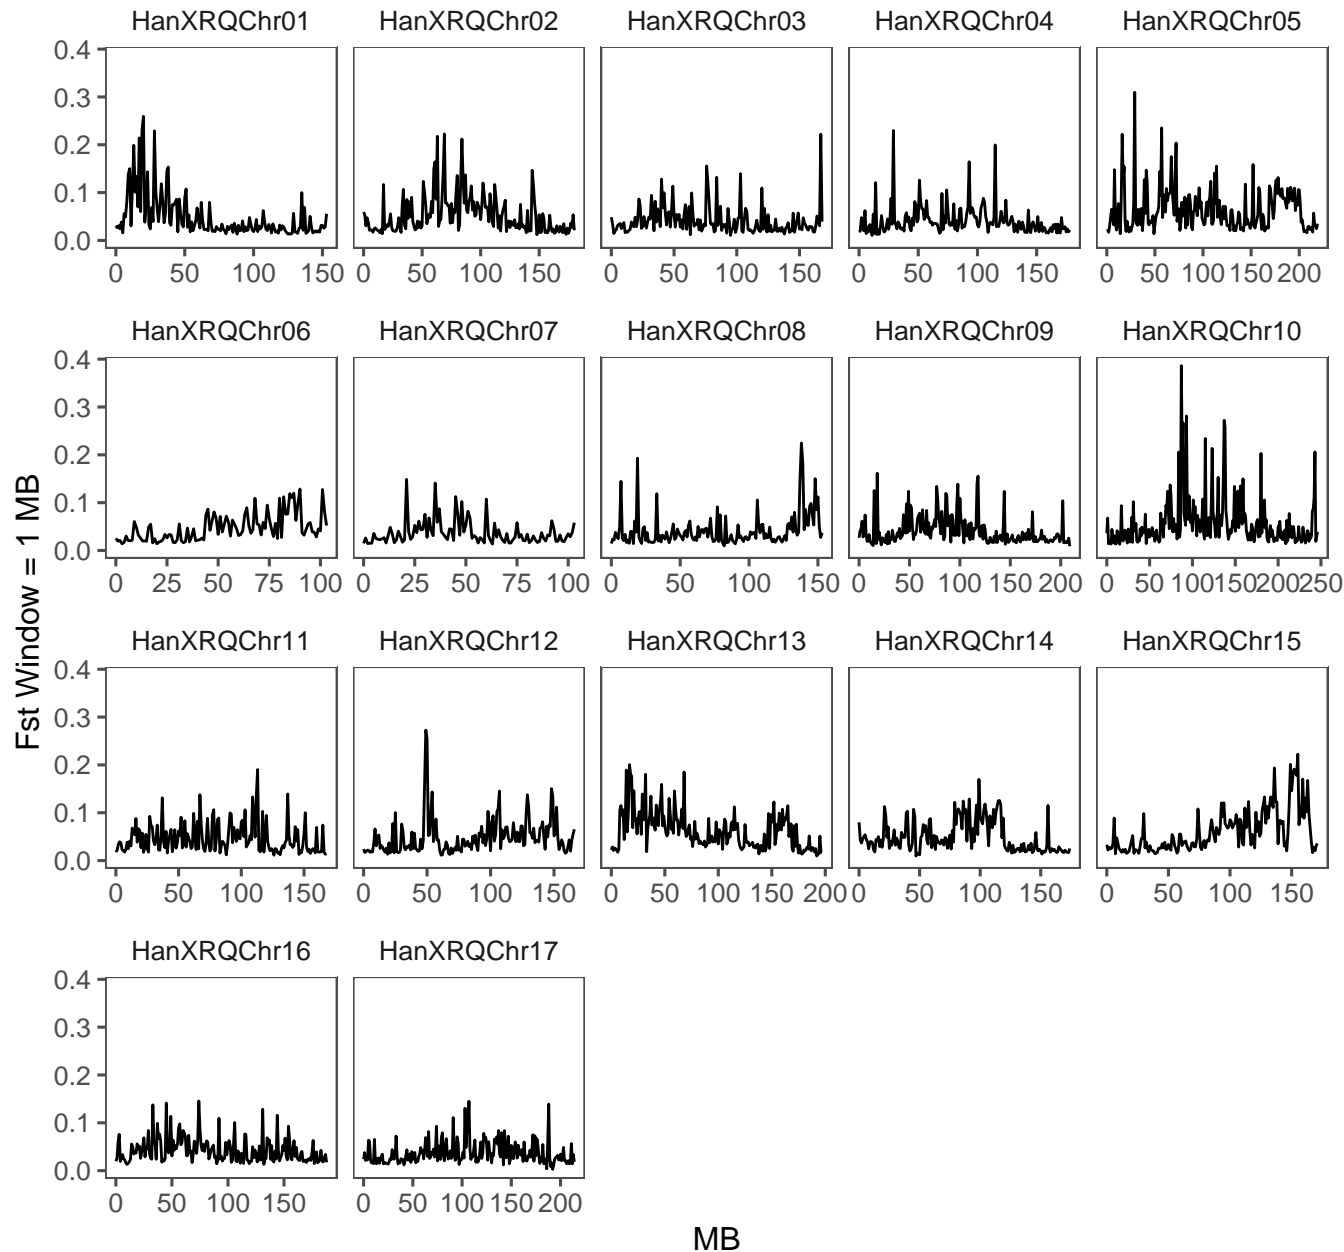 HanXRQChr01 HanXRQChr02 HanXRQChr03 HanXRQChr04 HanXRQChr05
0.4
0.3
0.2
0.1
0.0
0 50 100 150 0 50 100 150 0 50 100 150 0 50 100 150 0 50 100 150 200
HanXRQChr06 HanXRQChr07 HanXRQChr08 HanXRQChr09 HanXRQChr10
0.4
0.3
0.2
0.1
0.0
0 25 50 75 100 0 25 50 75 100 0 50 100 150 0 50 100 150 200 0 50 100 150 200 250
Fst Window = 1 MB
HanXRQChr11 HanXRQChr12 HanXRQChr13 HanXRQChr14 HanXRQChr15
0.4
0.3
0.2
0.1
0.0
0 50 100 150 0 50 100 150 0 50 100 150 200 0 50 100 150 0 50 100 150
HanXRQChr16 HanXRQChr17
0.4
0.3
0.2
0.1
0.0
0 50 100 150 0 50 100 150 200
MB